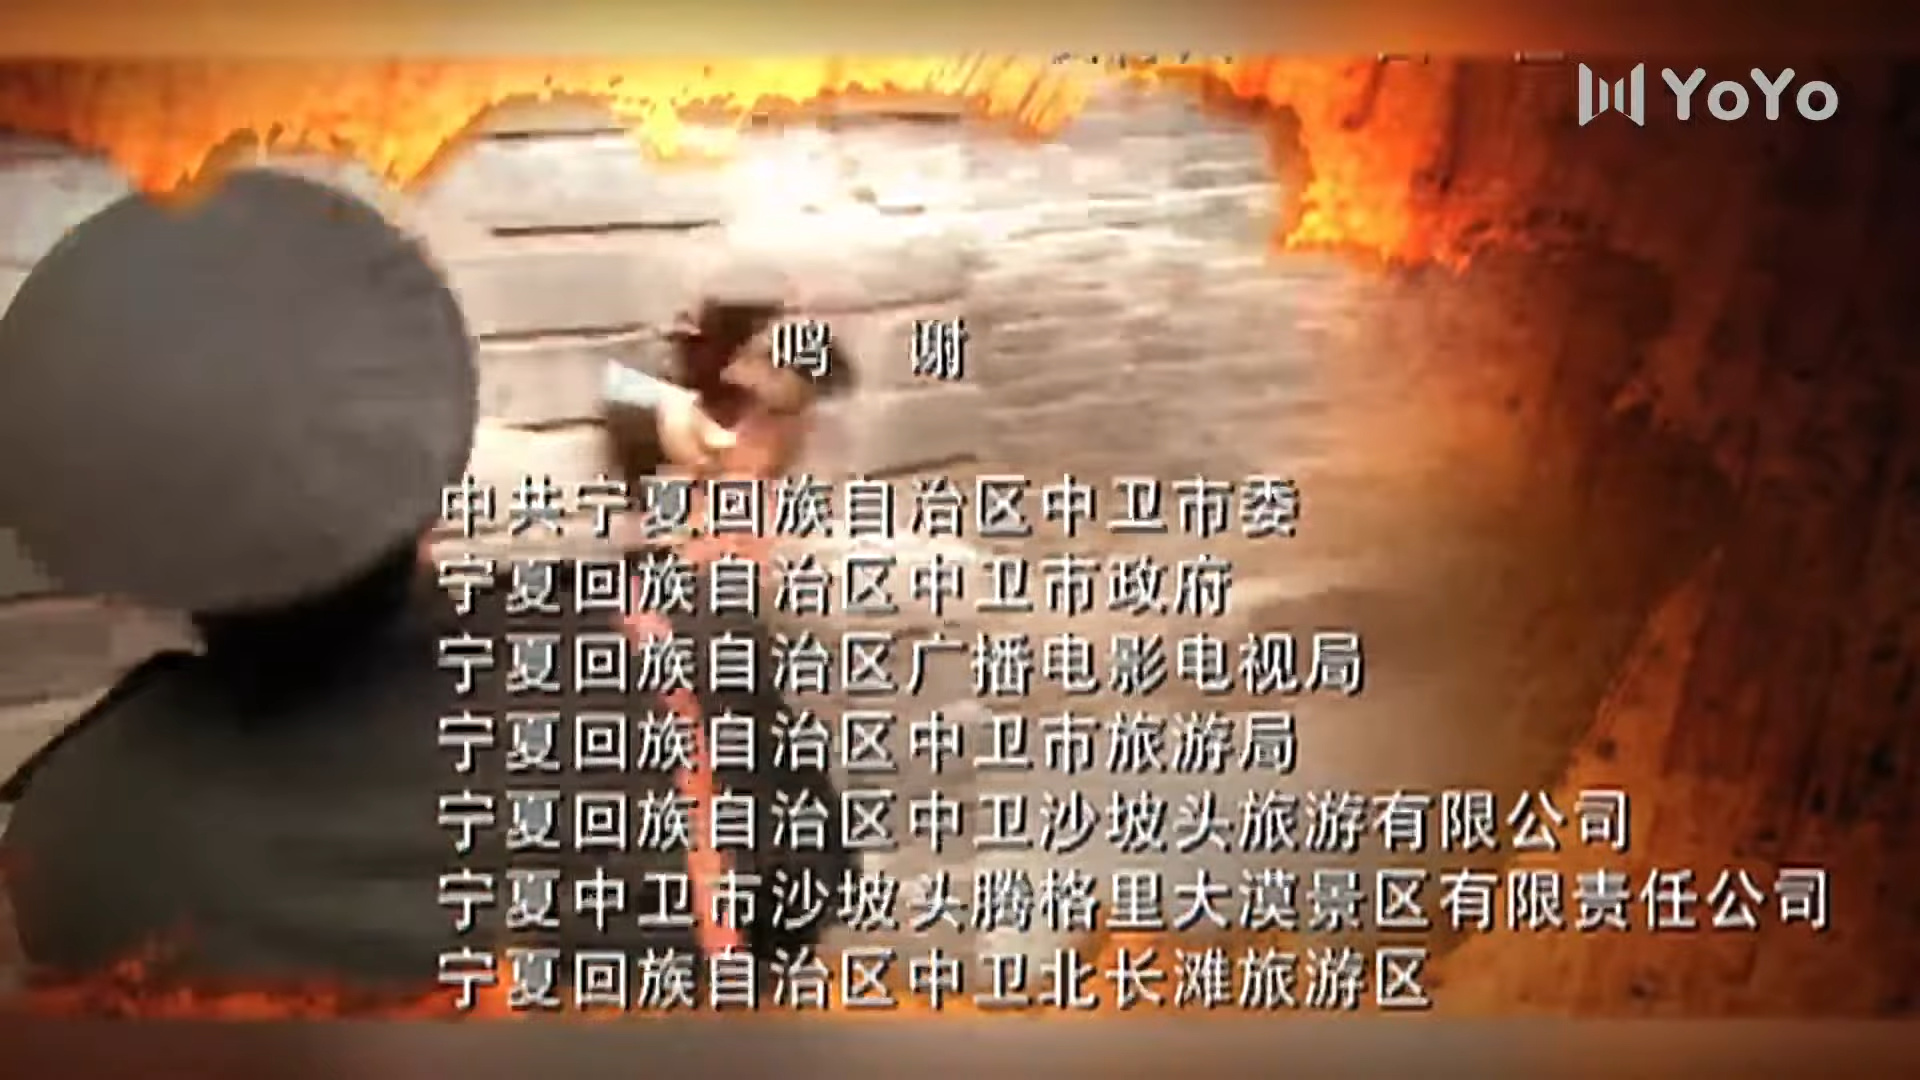 YoYo
鸣 谢
中共宁夏回族自治区中卫市委
宁夏回族自治区中卫市政府
宁夏回族自治区广播电影电视局
宁夏回族自治区中卫市旅游局
宁夏回族自治区中卫沙坡头旅游有限公司
宁夏中卫市沙坡头腾格里大漠景区有限责任公司
宁夏回族自治区中卫北长滩旅游区